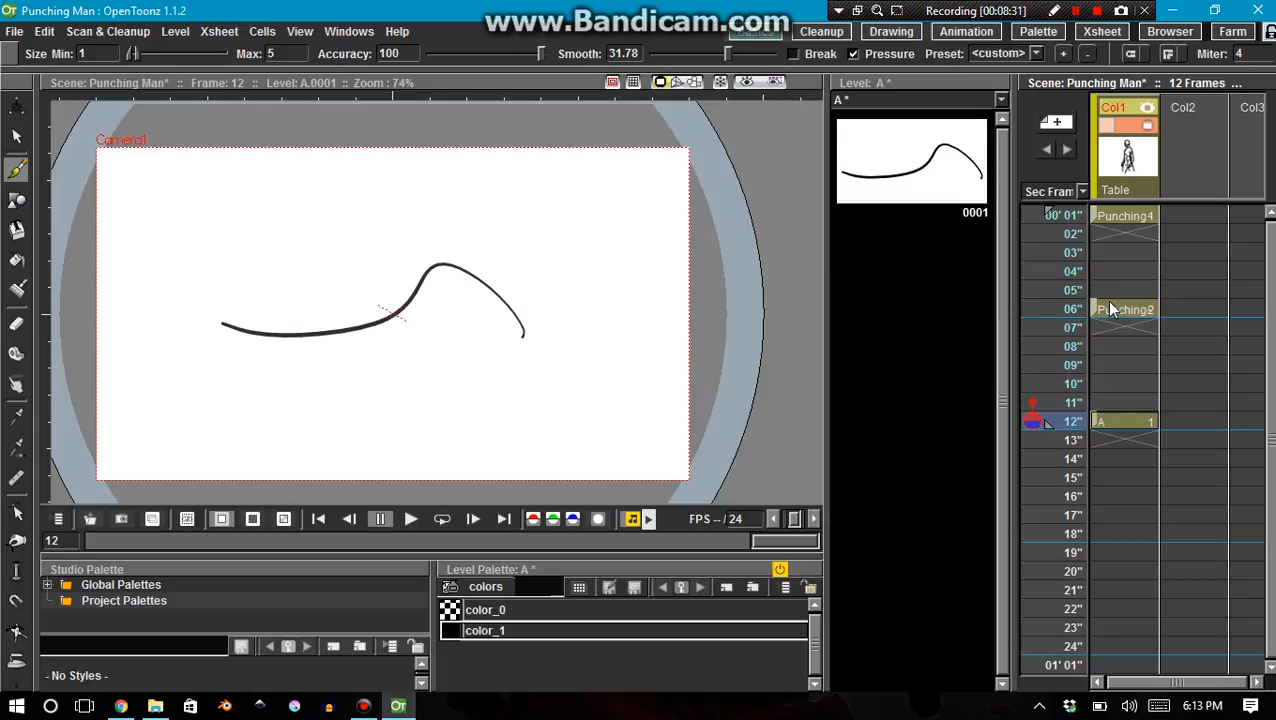 Punching Man* : OpenToonz 1.1.2
www.Bandicam.com
Recording [00:08:31]
File Edit Scan & Cleanup Level Xsheet Cells View Windows Help
Basics Cleanup Drawing Animation Palette Xsheet Browser Farm
Size Min: 1 Max: 5 Accuracy: 100 Smooth: 31.78 Break Pressure Preset: <custom> + - Miter: 4
Scene: Punching Man* :: Frame: 12 :: Level: A.0001 :: Zoom : 74%
Level: A*
Scene: Punching Man* :: 12 Frames ...
A *
Camera1
Col1 Col2 Col3
Sec Fram
Table
0001
00' 01" Punching1
02"
03"
04"
05"
06" Punching2
07"
08"
09"
10"
11"
12" A 1
13"
14"
15"
16"
17"
18"
19"
20"
21"
22"
23"
24"
01' 01"
FPS -- / 24
12
Studio Palette
Global Palettes
Project Palettes
- No Styles -
Level Palette: A *
colors
color_0
color_1
6:13 PM